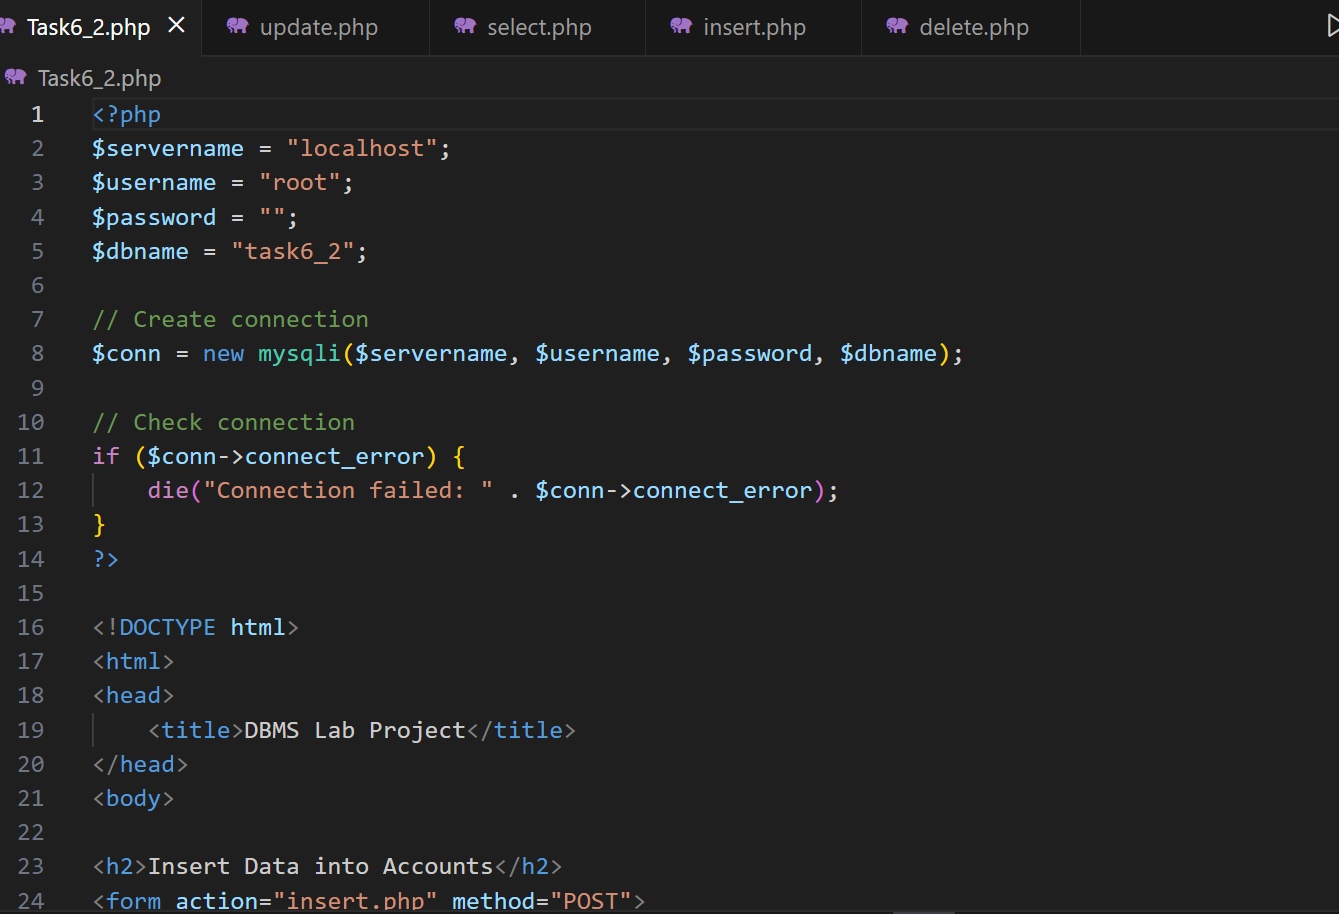 Task6_2.php update.php select.php insert.php delete.php
Task6_2.php
1 <?php
2 $servername = "localhost";
3 $username = "root";
4 $password = "";
5 $dbname = "task6_2";
6
7 // Create connection
8 $conn = new mysqli($servername, $username, $password, $dbname);
9
10 // Check connection
11 if ($conn->connect_error) {
12     die("Connection failed: " . $conn->connect_error);
13 }
14 ?>
15
16 <!DOCTYPE html>
17 <html>
18 <head>
19     <title>DBMS Lab Project</title>
20 </head>
21 <body>
22
23 <h2>Insert Data into Accounts</h2>
24 <form action="insert.php" method="POST">